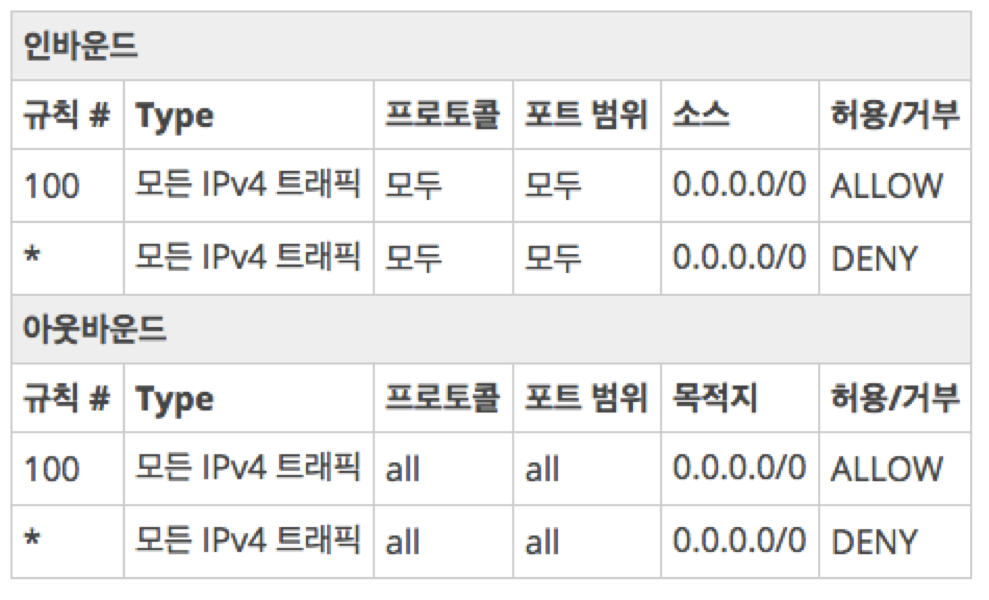 인바운드
규칙 # Type 프로토콜 포트 범위 소스 허용/거부
100 모든 IPv4 트래픽 모두 모두 0.0.0.0/0 ALLOW
* 모든 IPv4 트래픽 모두 모두 0.0.0.0/0 DENY
아웃바운드
규칙 # Type 프로토콜 포트 범위 목적지 허용/거부
100 모든 IPv4 트래픽 all all 0.0.0.0/0 ALLOW
* 모든 IPv4 트래픽 all all 0.0.0.0/0 DENY